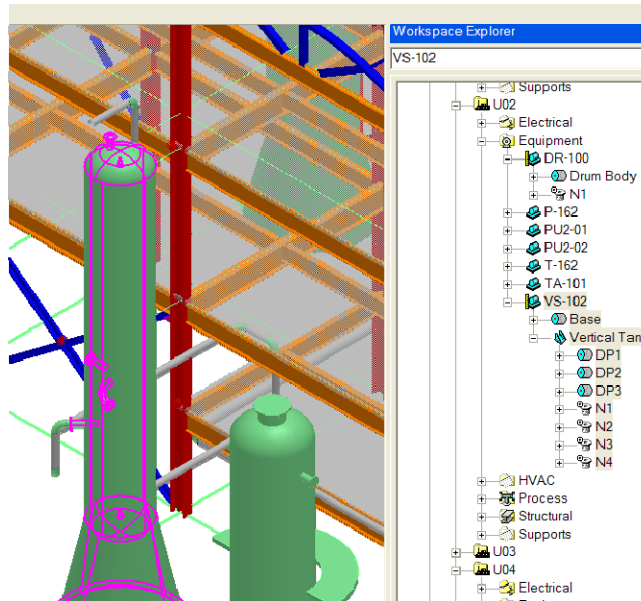 Workspace Explorer
VS-102
Supports
U02
Electrical
Equipment
DR-100
Drum Body
N1
P-162
PU2-01
PU2-02
T-162
TA-101
VS-102
Base
Vertical Tan
DP1
DP2
DP3
N1
N2
N3
N4
HVAC
Process
Structural
Supports
U03
U04
Electrical